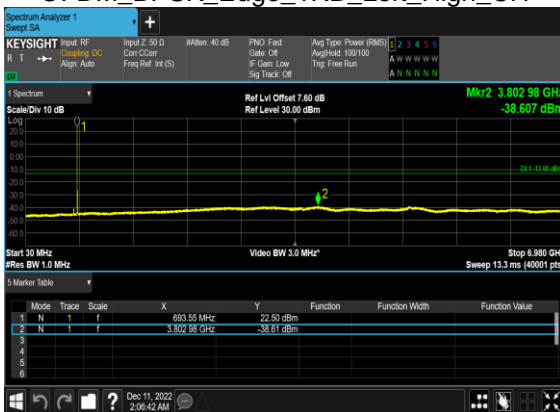 Spectrum Analyzer 1
Swept SA
KEYSIGHT
R T
LV
Input: RF
Coupling: DC
Align: Auto
Input Z: 50 Ω
Corr CCorr
Freq Ref: Int (S)
#Atten: 40 dB
PNO: Fast
Gate: Off
IF Gain: Low
Sig Track: Off
Avg Type: Power (RMS)
Avg|Hold: 100/100
Trig: Free Run
1 2 3 4 5 6
A W W W W W
A N N N N N
1 Spectrum
Scale/Div 10 dB
Ref Lvl Offset 7.60 dB
Ref Level 30.00 dBm
Mkr2 3.802 98 GHz
-38.607 dBm
Log
20.0
10.0
0.00
-10.0
-20.0
-30.0
-40.0
-50.0
-60.0
1
2
DL1 -13.00 dBm
Start 30 MHz
#Res BW 1.0 MHz
Video BW 3.0 MHz*
Stop 6.980 GHz
Sweep 13.3 ms (40001 pts)
5 Marker Table
Mode Trace Scale X Y Function Function Width Function Value
1 N 1 f 693.55 MHz 22.50 dBm
2 N 1 f 3.802 98 GHz -38.61 dBm
3
4
5
6
?
Dec 11, 2022
2:06:42 AM